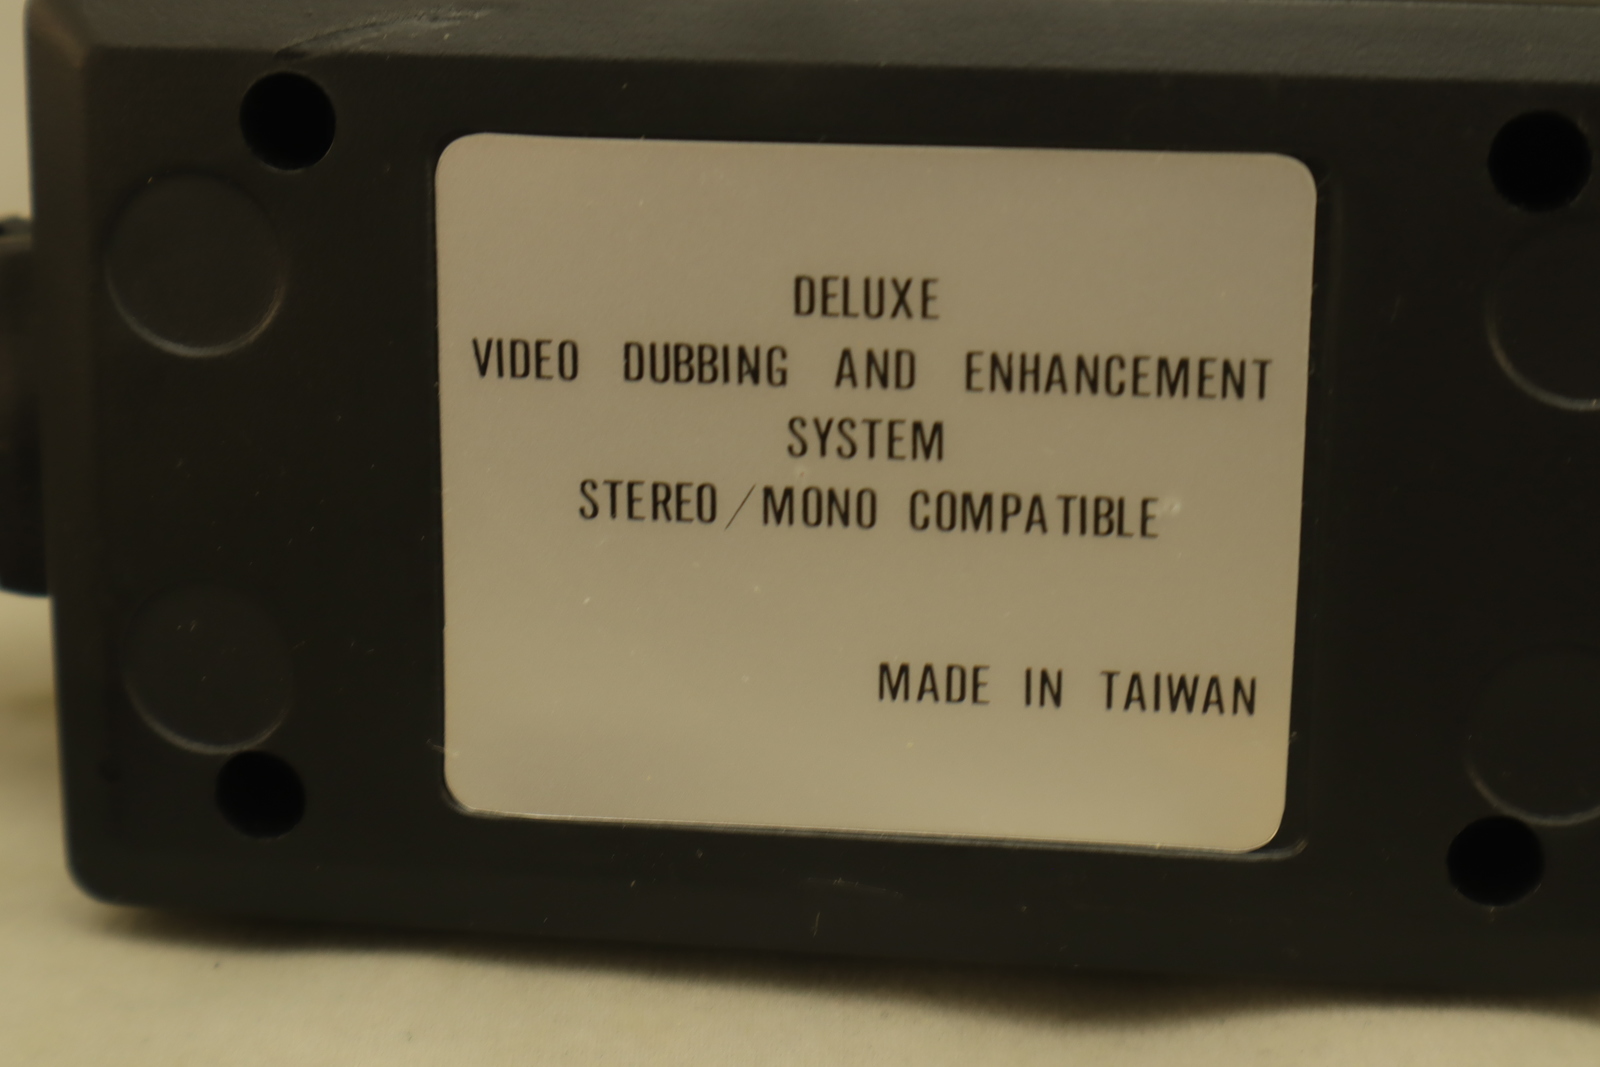 DELUXE
VIDEO DUBBING AND ENHANCEMENT
SYSTEM
STEREO/MONO COMPATIBLE
MADE IN TAIWAN